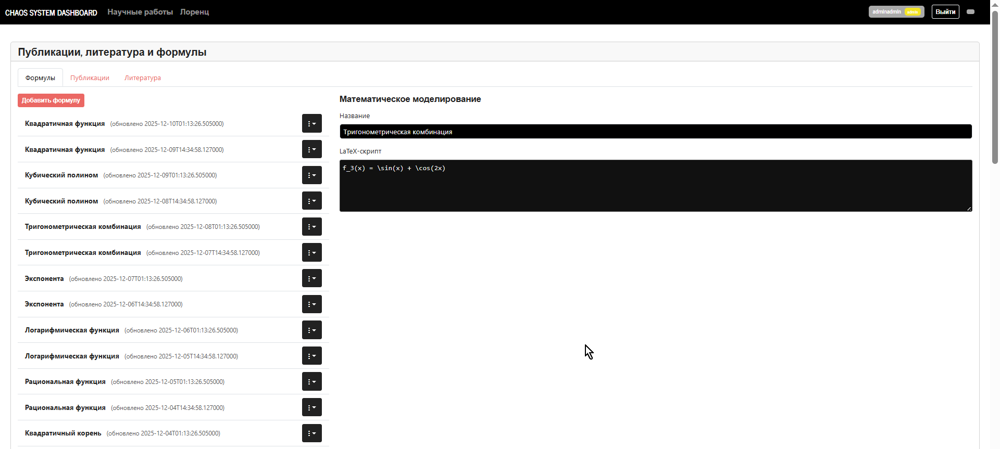 CHAOS SYSTEM DASHBOARD Научные работы Лоренц adminadmin admin Выйти
Публикации, литература и формулы
Формулы Публикации Литература
Добавить формулу
Квадратичная функция (обновлено 2025-12-10T01:13:26.505000)
Квадратичная функция (обновлено 2025-12-09T14:34:58.127000)
Кубический полином (обновлено 2025-12-09T01:13:26.505000)
Кубический полином (обновлено 2025-12-08T14:34:58.127000)
Тригонометрическая комбинация (обновлено 2025-12-08T01:13:26.505000)
Тригонометрическая комбинация (обновлено 2025-12-07T14:34:58.127000)
Экспонента (обновлено 2025-12-07T01:13:26.505000)
Экспонента (обновлено 2025-12-06T14:34:58.127000)
Логарифмическая функция (обновлено 2025-12-06T01:13:26.505000)
Логарифмическая функция (обновлено 2025-12-05T14:34:58.127000)
Рациональная функция (обновлено 2025-12-05T01:13:26.505000)
Рациональная функция (обновлено 2025-12-04T14:34:58.127000)
Квадратичный корень (обновлено 2025-12-04T01:13:26.505000)
Математическое моделирование
Название
Тригонометрическая комбинация
LaTeX-скрипт
f_3(x) = \sin(x) + \cos(2x)